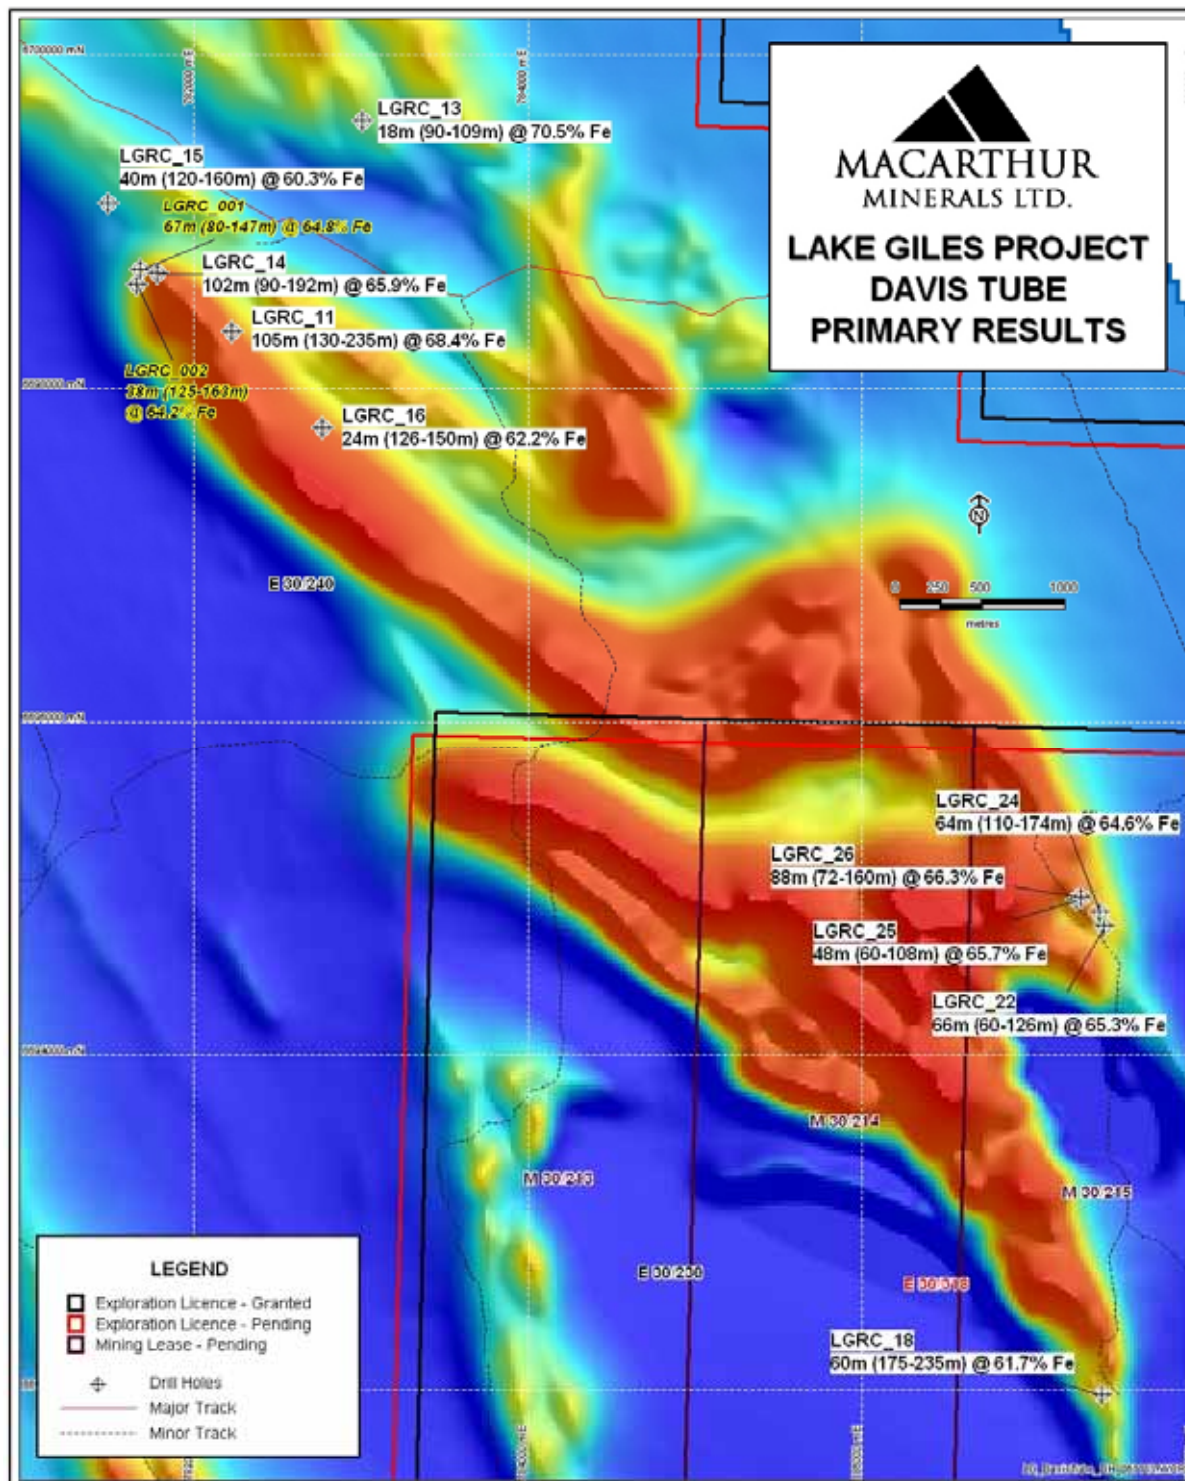 MACARTHUR
MINERALS LTD.
LAKE GILES PROJECT
DAVIS TUBE
PRIMARY RESULTS
6700000 mN
LGRC_13
18m (90-109m) @ 70.5% Fe
LGRC_15
40m (120-160m) @ 60.3% Fe
LGRC_001
67m (80-147m) @ 64.8% Fe
LGRC_14
102m (90-192m) @ 65.9% Fe
LGRC_11
105m (130-235m) @ 68.4% Fe
LGRC_002
38m (125-163m)
@ 64.2% Fe
LGRC_16
24m (126-150m) @ 62.2% Fe
N
0 250 500 1000
metres
E 30/240
LGRC_24
64m (110-174m) @ 64.6% Fe
LGRC_26
88m (72-160m) @ 66.3% Fe
LGRC_25
48m (60-108m) @ 65.7% Fe
LGRC_22
66m (60-126m) @ 65.3% Fe
M 30/214
M 30/213
M 30/215
E 30/230
E 30/318
LGRC_18
60m (175-235m) @ 61.7% Fe
LEGEND
Exploration Licence - Granted
Exploration Licence - Pending
Mining Lease - Pending
Drill Holes
Major Track
Minor Track